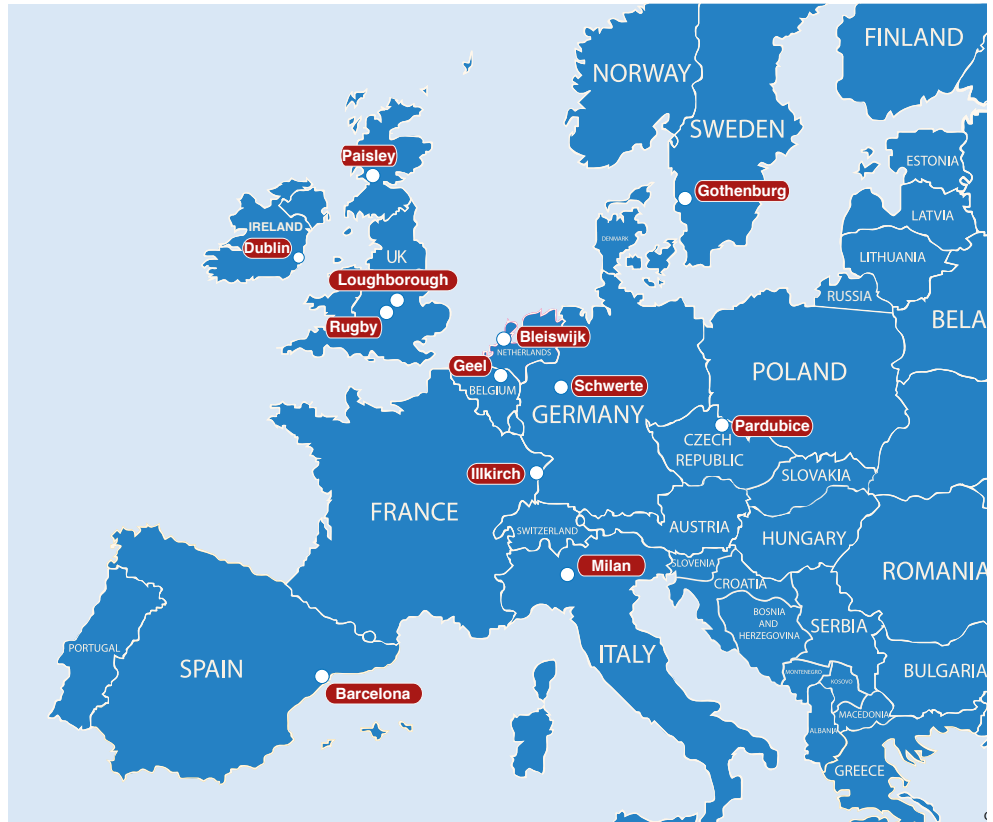 FINLAND
NORWAY
SWEDEN
Paisley
ESTONIA
Gothenburg
LATVIA
IRELAND
DENMARK
Dublin
UK
LITHUANIA
Loughborough
RUSSIA
Rugby
BELA
Bleiswijk
NETHERLANDS
Geel
POLAND
BELGIUM
Schwerte
GERMANY
Pardubice
CZECH
REPUBLIC
Illkirch
SLOVAKIA
FRANCE
SWITZERLAND
AUSTRIA
HUNGARY
Milan
SLOVENIA
ROMANIA
CROATIA
BOSNIA
AND
HERZEGOVINA
SERBIA
PORTUGAL
ITALY
SPAIN
MONTENEGRO
BULGARIA
KOSOVO
Barcelona
MACEDONIA
ALBANIA
GREECE